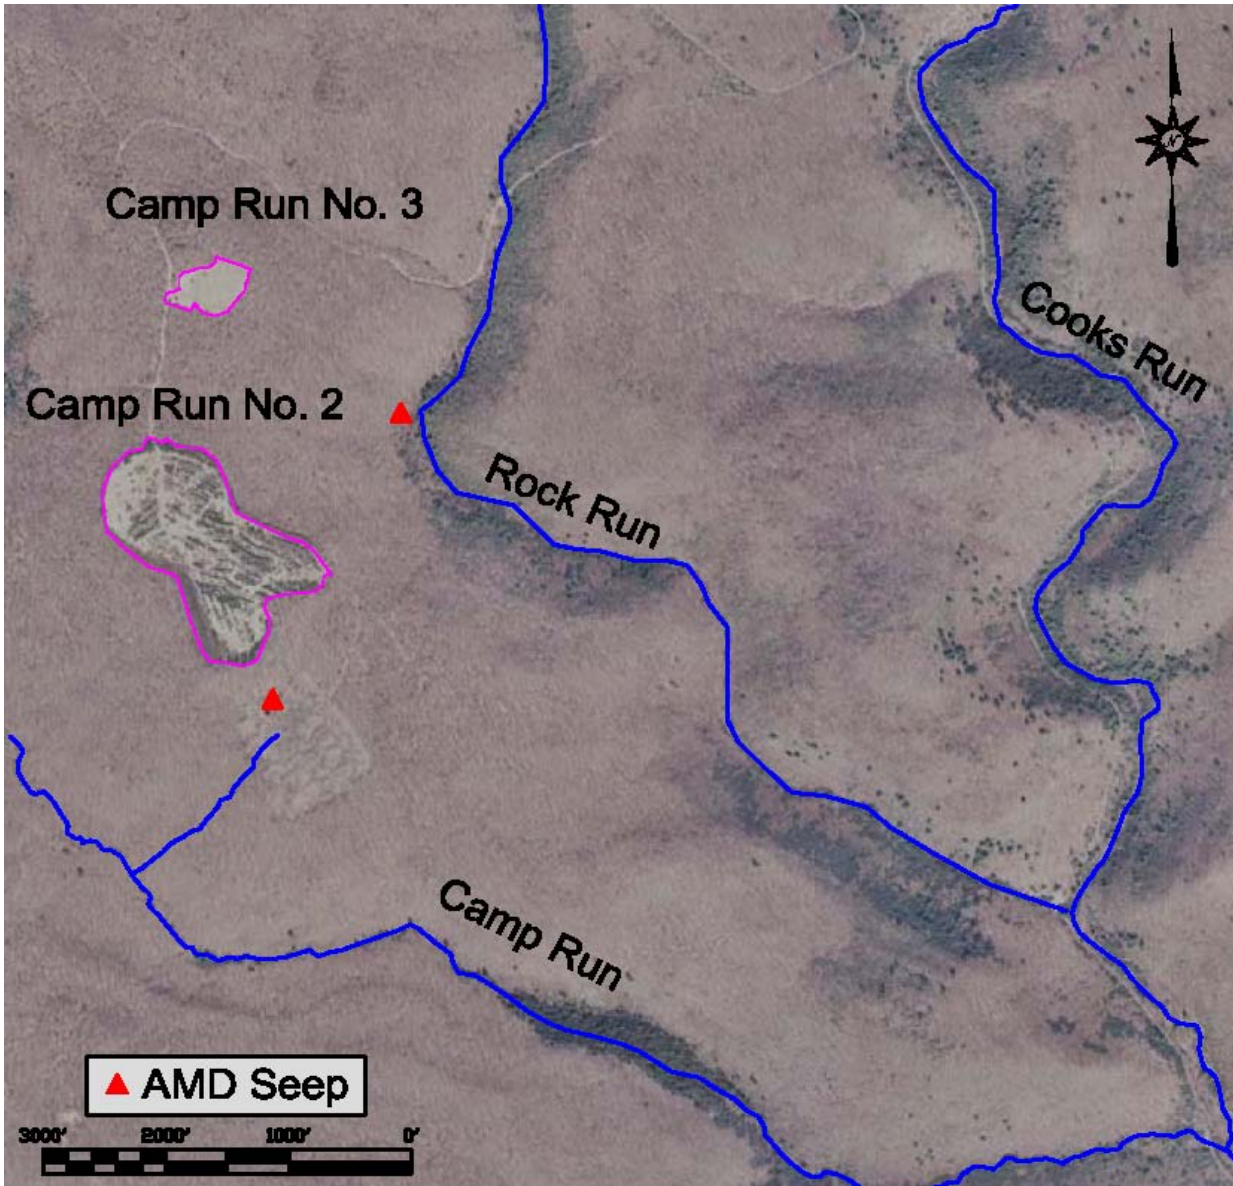 N
Camp Run No. 3
Cooks Run
Camp Run No. 2
Rock Run
Camp Run
AMD Seep
3000' 2000' 1000' 0'